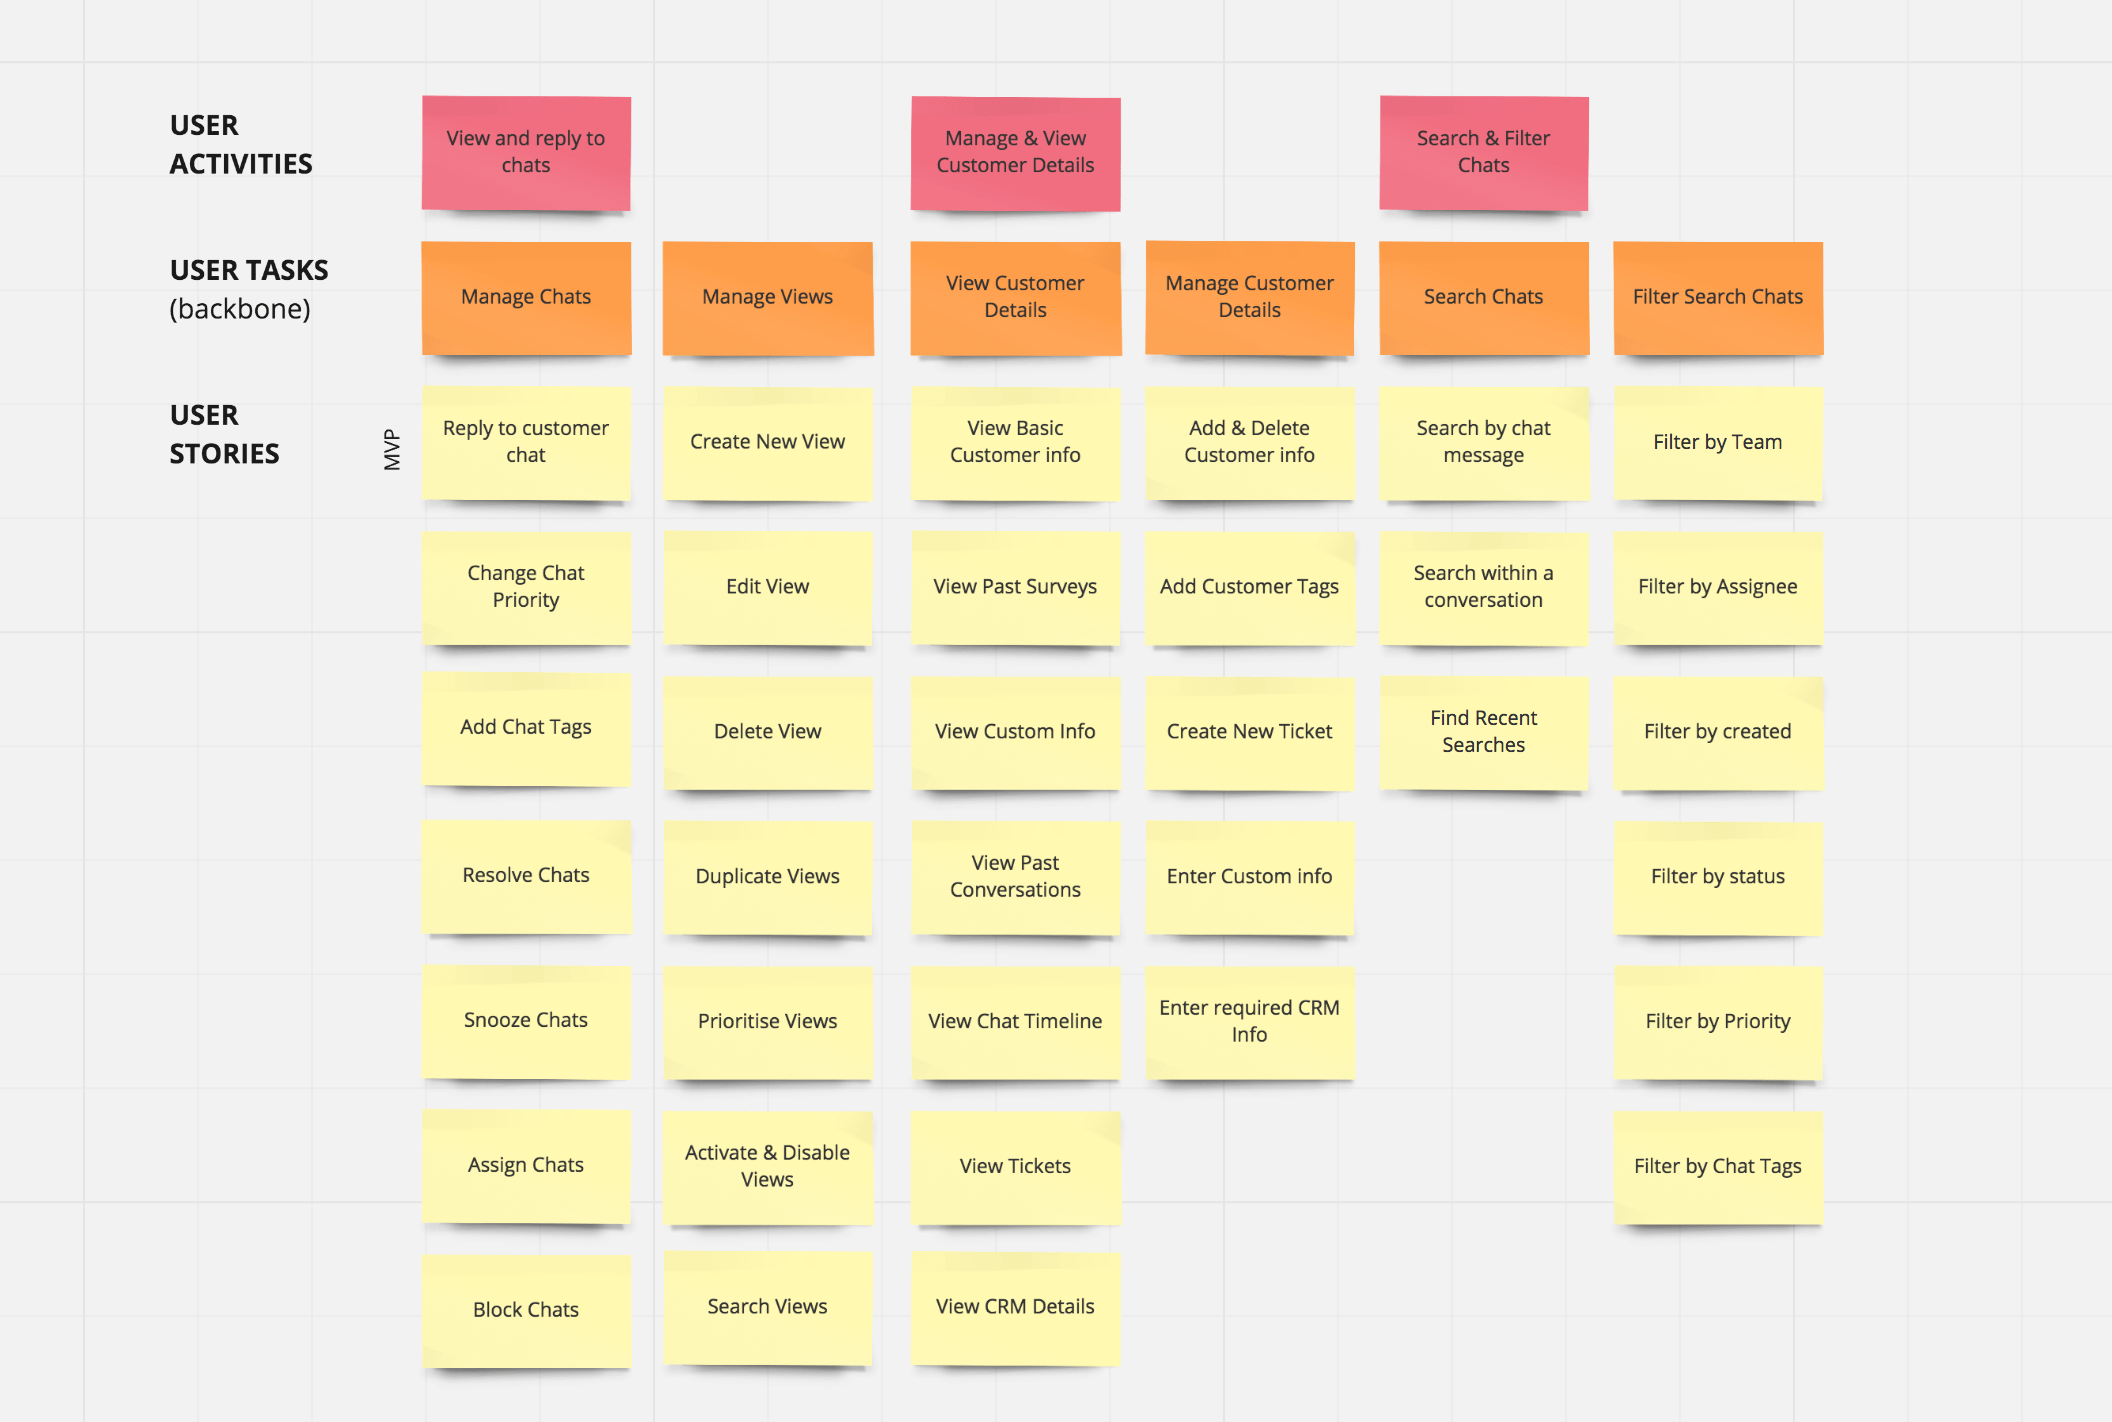 USER
ACTIVITIES
View and reply to
chats
Manage & View
Customer Details
Search & Filter
Chats
USER TASKS
(backbone)
Manage Chats
Manage Views
View Customer
Details
Manage Customer
Details
Search Chats
Filter Search Chats
USER
STORIES
MVP
Reply to customer
chat
Create New View
View Basic
Customer info
Add & Delete
Customer info
Search by chat
message
Filter by Team
Change Chat
Priority
Edit View
View Past Surveys
Add Customer Tags
Search within a
conversation
Filter by Assignee
Add Chat Tags
Delete View
View Custom Info
Create New Ticket
Find Recent
Searches
Filter by created
Resolve Chats
Duplicate Views
View Past
Conversations
Enter Custom info
Filter by status
Snooze Chats
Prioritise Views
View Chat Timeline
Enter required CRM
Info
Filter by Priority
Assign Chats
Activate & Disable
Views
View Tickets
Filter by Chat Tags
Block Chats
Search Views
View CRM Details